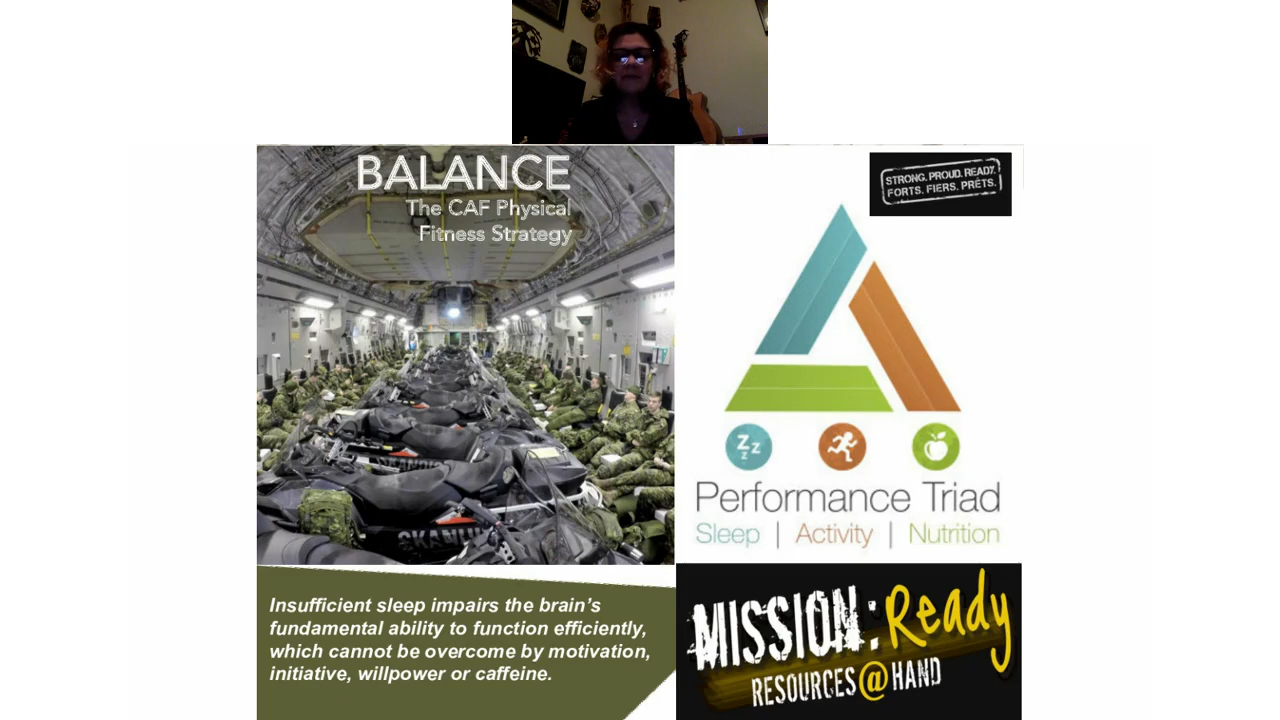 BALANCE
The CAF Physical
Fitness Strategy
STRONG. PROUD. READY.
FORTS. FIERS. PRÊTS.
Z Z Z
Performance Triad
Sleep | Activity | Nutrition
SKANDIC
Insufficient sleep impairs the brain's
fundamental ability to function efficiently,
which cannot be overcome by motivation,
initiative, willpower or caffeine.
MISSION: Ready
RESOURCES @ HAND